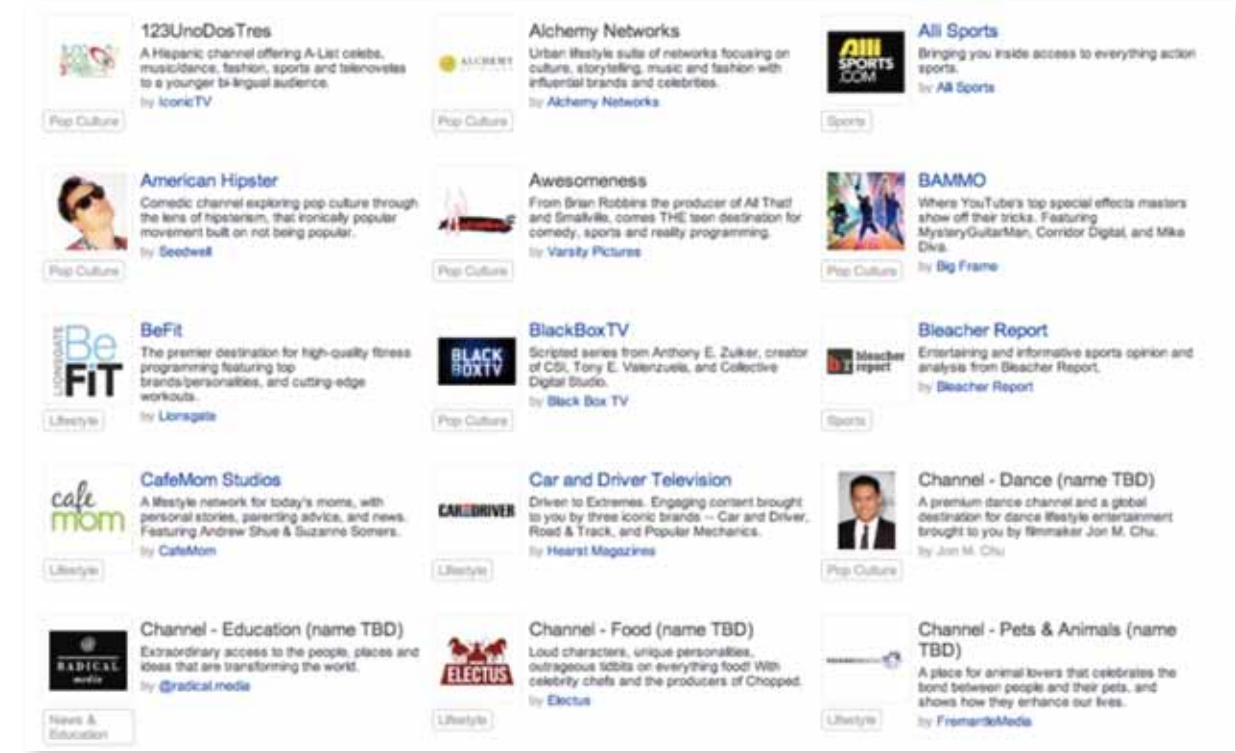 123UnoDosTres
A Hispanic channel offering A-List celebs,
music/dance, fashion, sports and telenovelas
to a younger bi-lingual audience.
by IconicTV
Pop Culture
ALCHEMY
Alchemy Networks
Urban lifestyle suite of networks focusing on
culture, storytelling, music and fashion with
influential brands and celebrities.
by Alchemy Networks
Pop Culture
Alli
SPORTS
.COM
Alli Sports
Bringing you inside access to everything action
sports.
by Alli Sports
Sports
American Hipster
Comedic channel exploring pop culture through
the lens of hipsterism, that ironically popular
movement built on not being popular.
by Seedwell
Pop Culture
Awesomeness
From Brian Robbins the producer of All That!
and Smallville, comes THE teen destination for
comedy, sports and reality programming.
by Varsity Pictures
Pop Culture
BAMMO
Where YouTube's top special effects masters
show off their tricks. Featuring
MysteryGuitarMan, Corridor Digital, and Mike
Diva.
by Big Frame
Pop Culture
LIONSGATE
Be
FiT
BeFit
The premier destination for high-quality fitness
programming featuring top
brands/personalities, and cutting-edge
workouts.
by Lionsgate
Lifestyle
BLACK
BOXTV
BlackBoxTV
Scripted series from Anthony E. Zuiker, creator
of CSI, Tony E. Valenzuela, and Collective
Digital Studio.
by Black Box TV
Pop Culture
br bleacher
report
Bleacher Report
Entertaining and informative sports opinion and
analysis from Bleacher Report.
by Bleacher Report
Sports
cafe
mom
CafeMom Studios
A lifestyle network for today's moms, with
personal stories, parenting advice, and news.
Featuring Andrew Shue & Suzanne Somers.
by CafeMom
Lifestyle
CAR AND DRIVER
Car and Driver Television
Driven to Extremes. Engaging content brought
to you by three iconic brands -- Car and Driver,
Road & Track, and Popular Mechanics.
by Hearst Magazines
Lifestyle
Channel - Dance (name TBD)
A premium dance channel and a global
destination for dance lifestyle entertainment
brought to you by filmmaker Jon M. Chu.
by Jon M. Chu
Pop Culture
RADICAL
media
Channel - Education (name TBD)
Extraordinary access to the people, places and
ideas that are transforming the world.
by @radical.media
News &
Education
ELECTUS
Channel - Food (name TBD)
Loud characters, unique personalities,
outrageous tidbits on everything food! With
celebrity chefs and the producers of Chopped.
by Electus
Lifestyle
Channel - Pets & Animals (name
TBD)
A place for animal lovers that celebrates the
bond between people and their pets, and
shows how they enhance our lives.
by FremantleMedia
Lifestyle